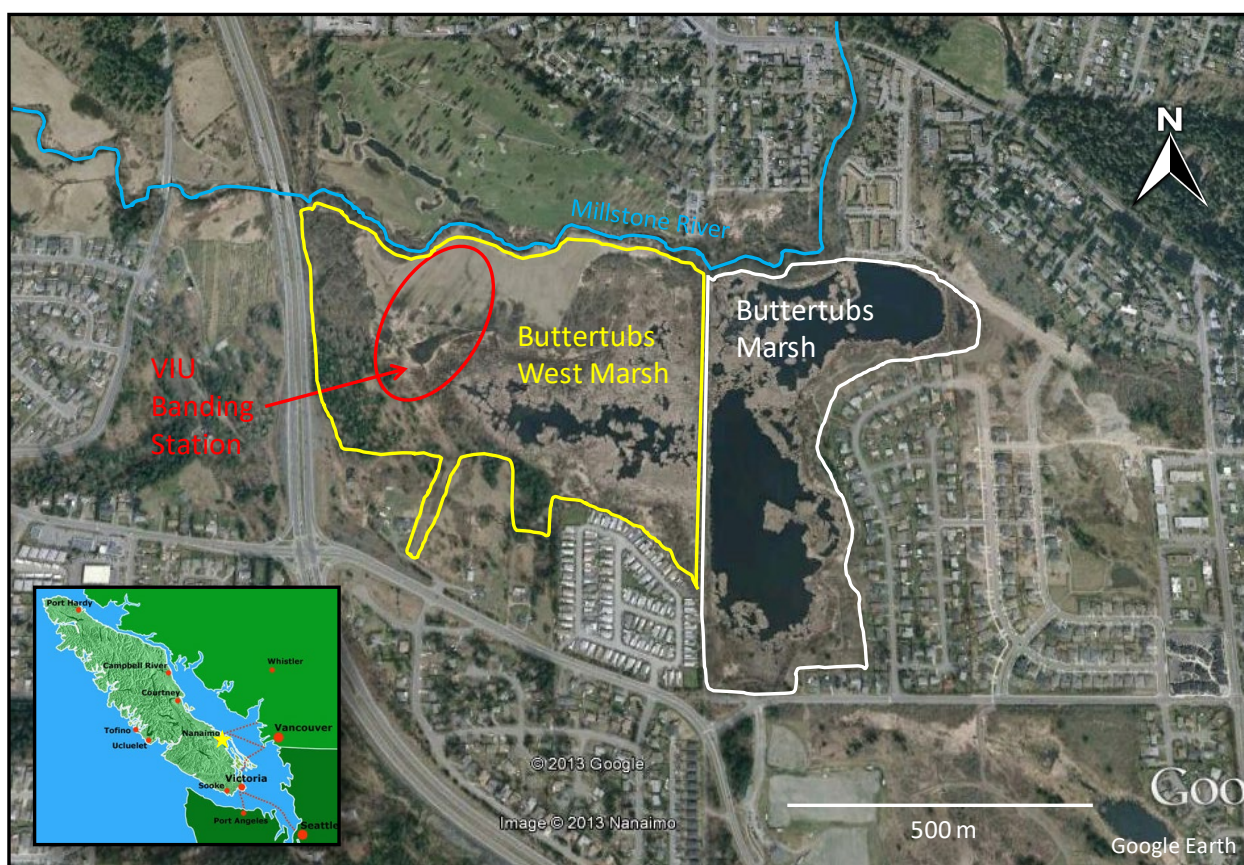 N
Millstone River
Buttertubs
Marsh
Buttertubs
West Marsh
VIU
Banding
Station
Port Hardy
Campbell River
Courtney
Whistler
Tofino
Ucluelet
Nanaimo
Vancouver
Victoria
Sooke
Port Angeles
Seattle
© 2013 Google
Image © 2013 Nanaimo
500 m
Goo
Google Earth